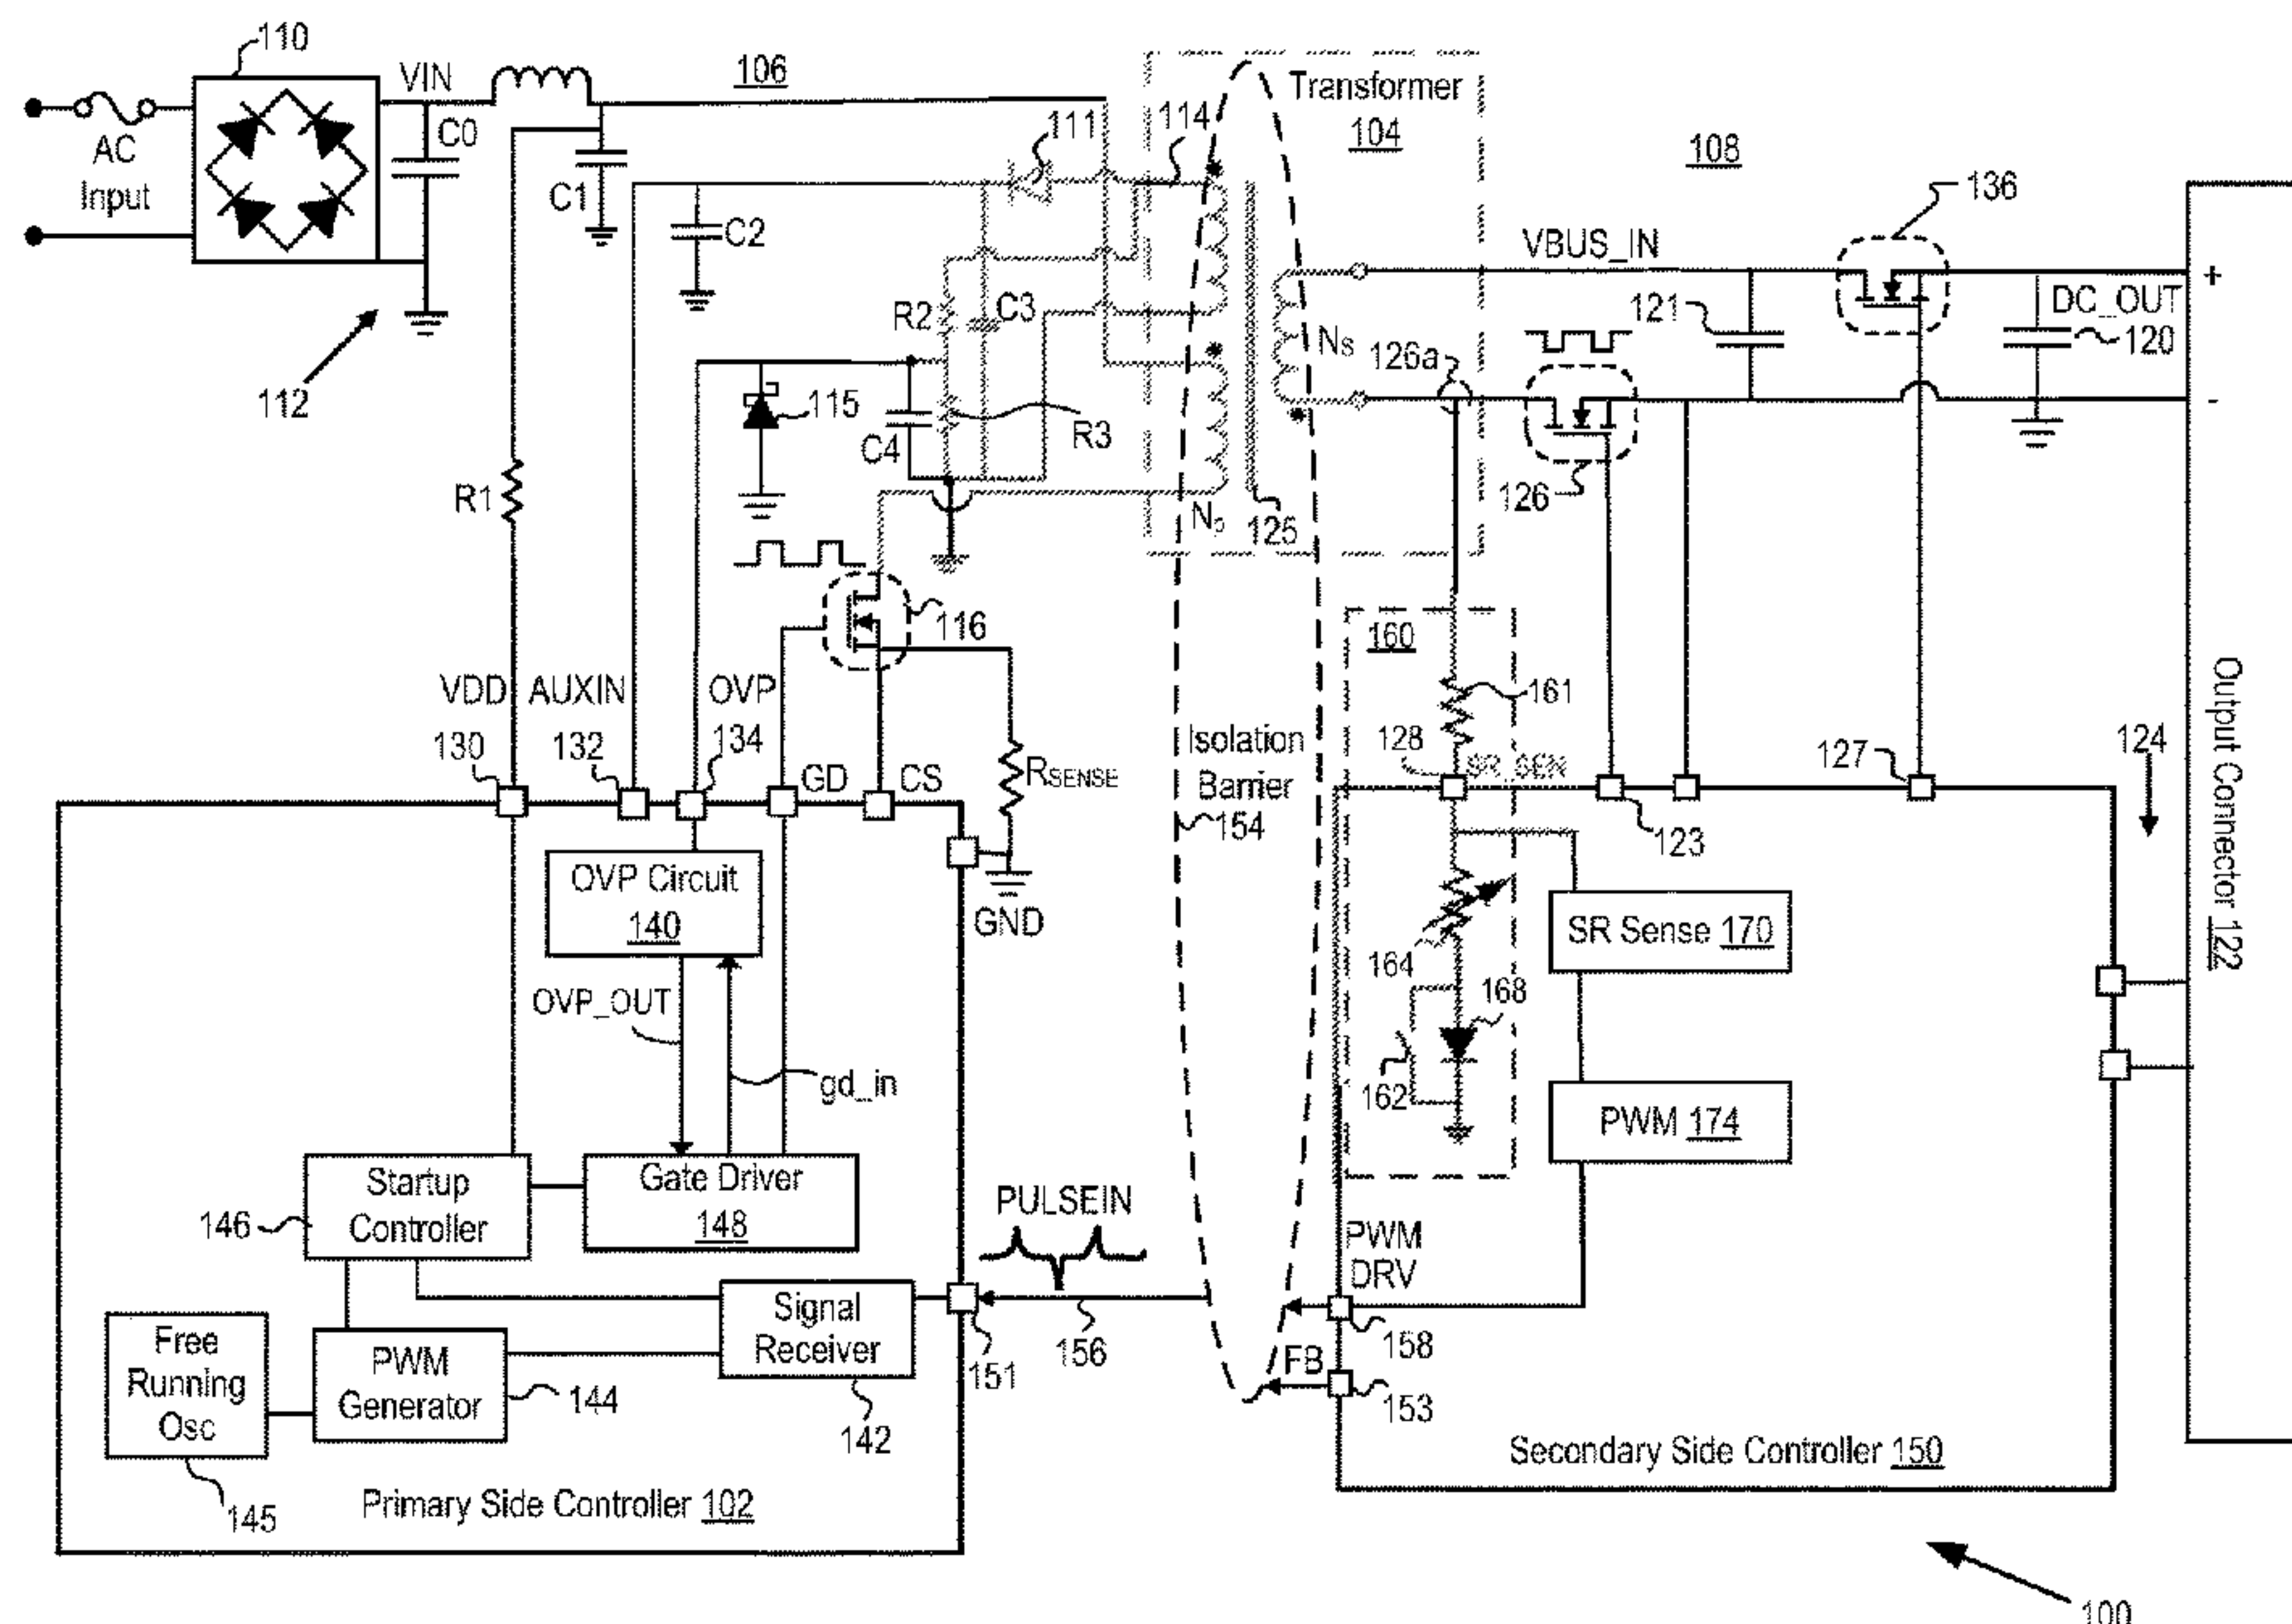 110
VIN
106
Transformer
104
114
111
108
136
AC
Input
C0
C1
C2
VBUS_IN
121
DC_OUT
120
+
-
112
R2
C3
NS
126a
115
C4
R3
R1
126
125
116
VDD
AUXIN
OVP
160
161
130
132
134
GD
CS
RSENSE
Isolation
Barrier
154
128
SR_SEN
127
124
123
Output Connector 122
OVP Circuit
140
GND
SR Sense 170
164
168
OVP_OUT
gd_in
162
PWM 174
Startup
Controller
146
Gate Driver
148
PULSEIN
PWM
DRV
Signal
Receiver
151
156
158
Free
Running
Osc
PWM
Generator
144
142
FB
153
145
Primary Side Controller 102
Secondary Side Controller 150